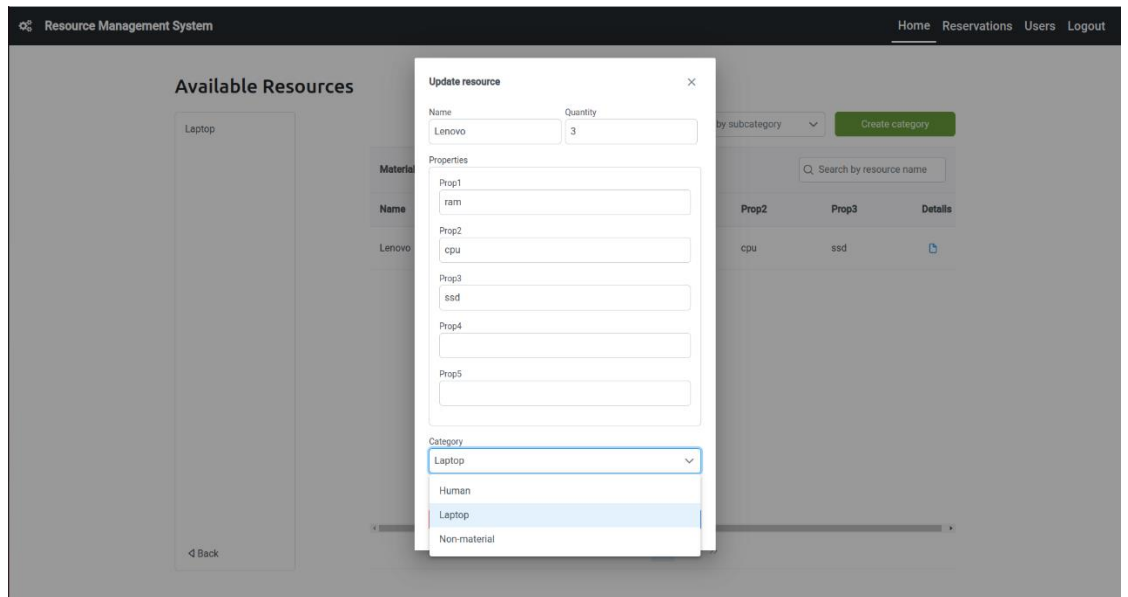 Resource Management System
Home Reservations Users Logout
Available Resources
Laptop
by subcategory
Create category
Material
Search by resource name
Name Prop2 Prop3 Details
Lenovo cpu ssd
Back
Update resource
Name Quantity
Lenovo 3
Properties
Prop1
ram
Prop2
cpu
Prop3
ssd
Prop4
Prop5
Category
Laptop
Human
Laptop
Non-material